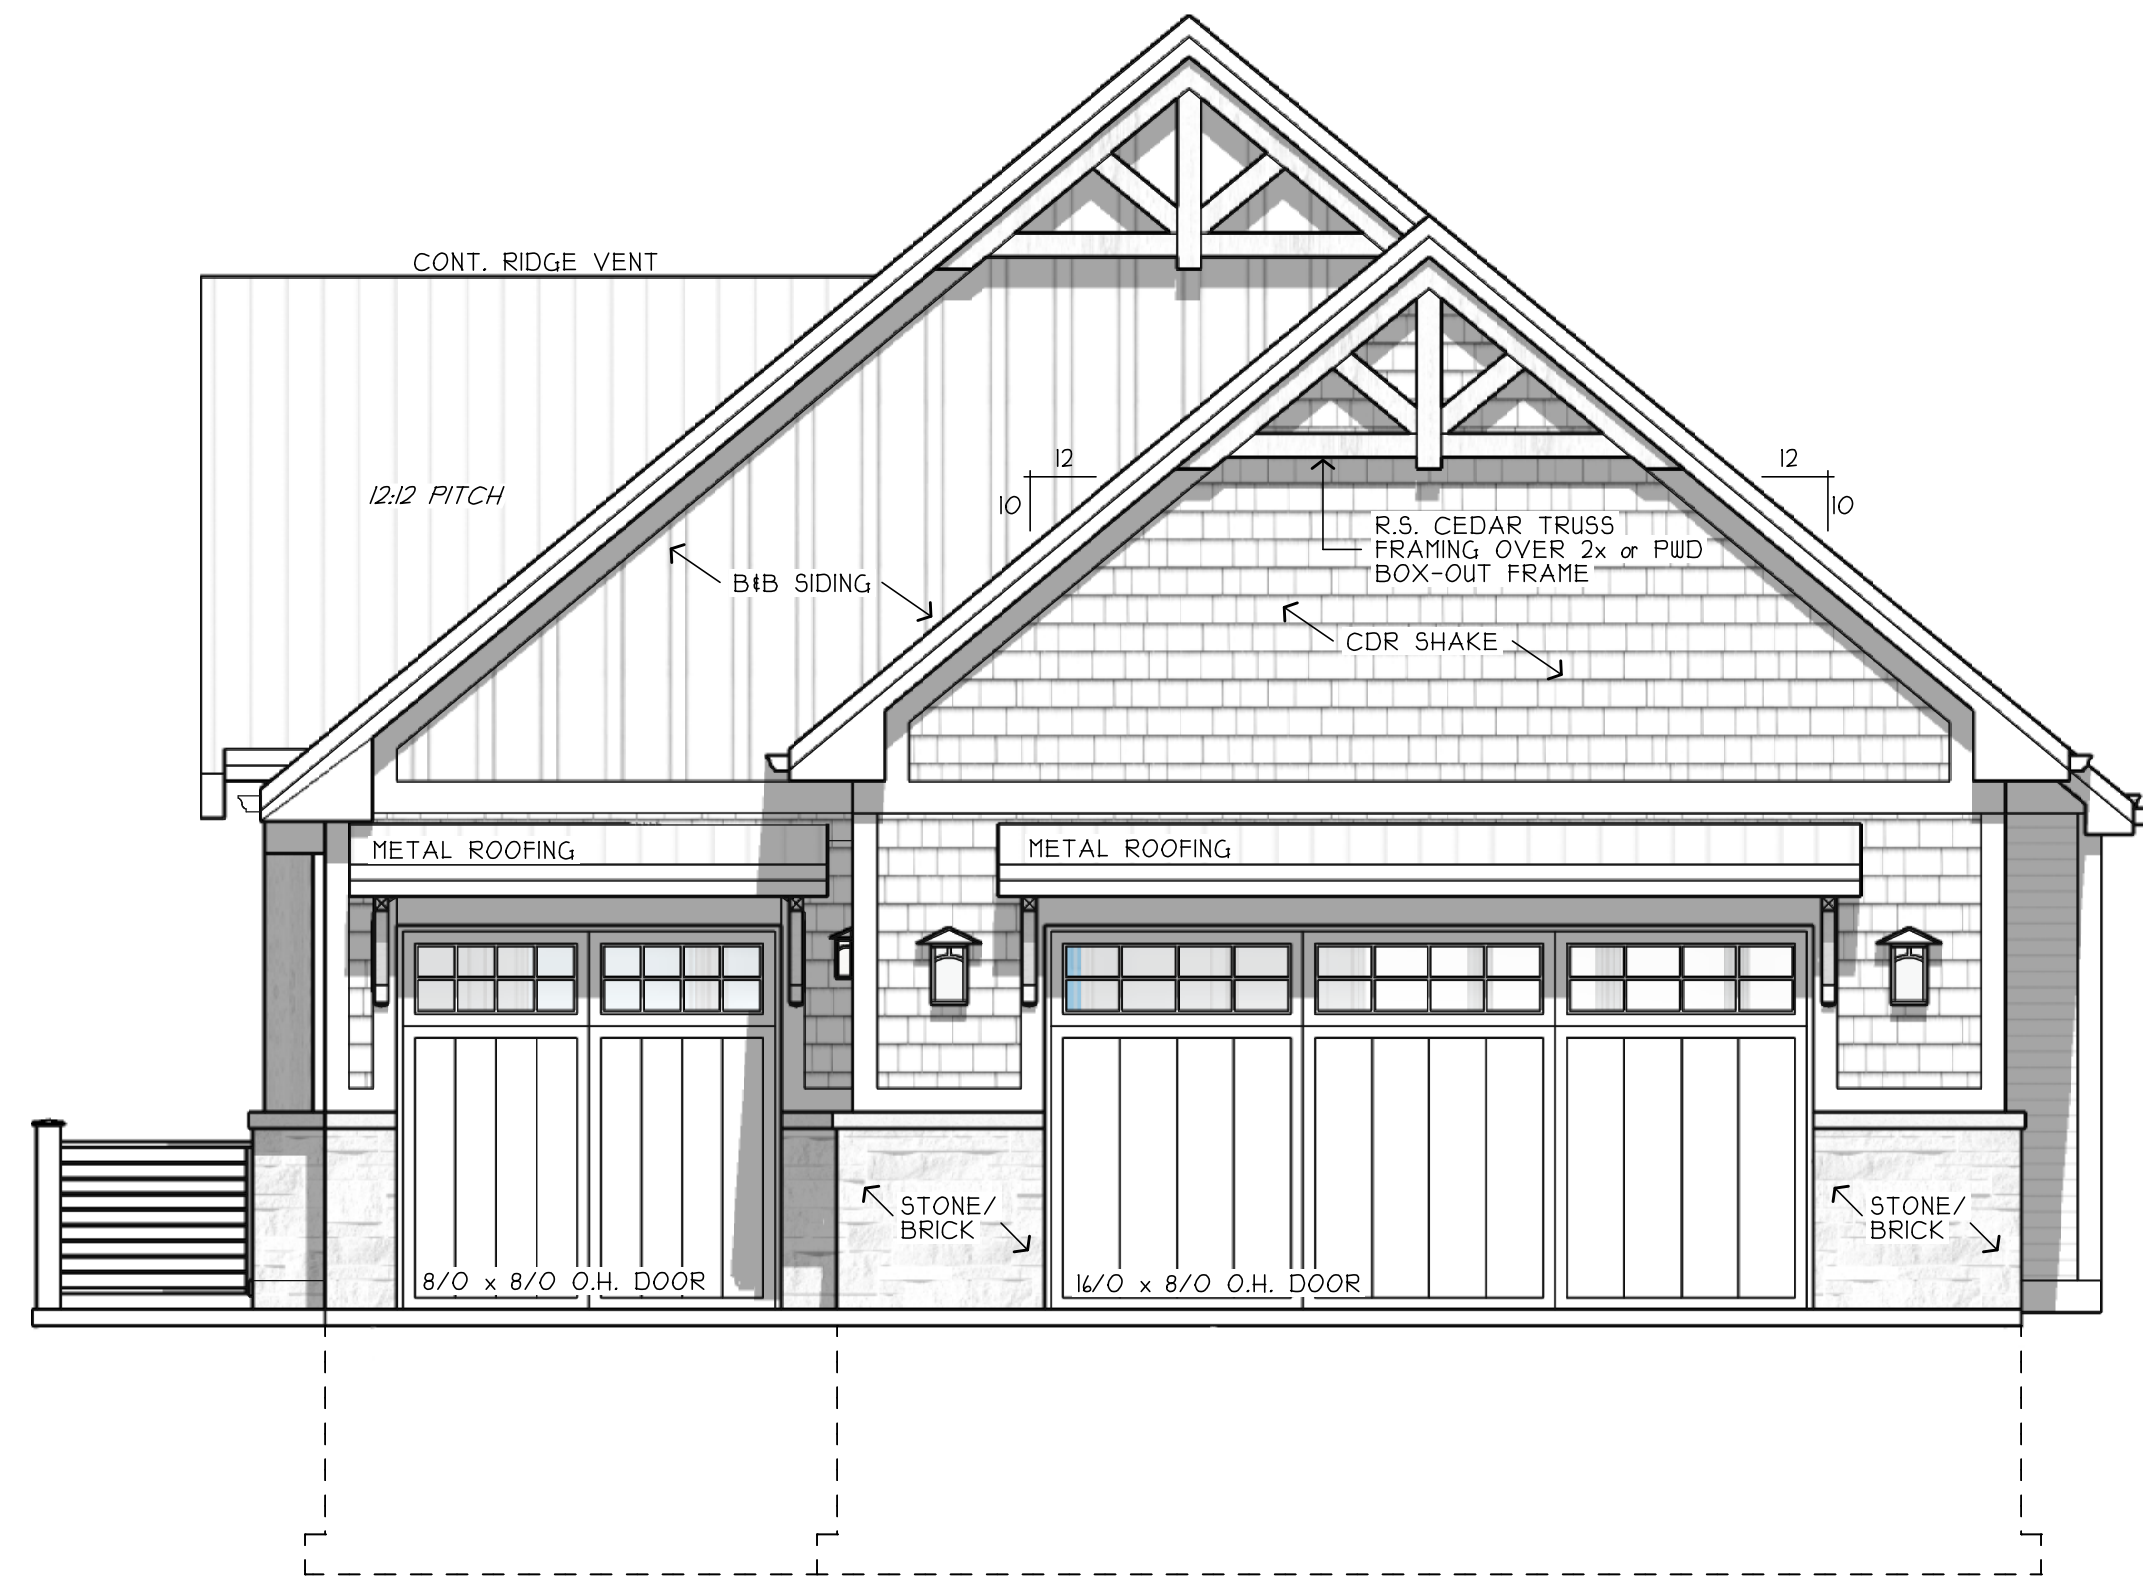 CONT. RIDGE VENT
12:12 PITCH
12
10
12
10
R.S. CEDAR TRUSS
FRAMING OVER 2x or PWD
BOX-OUT FRAME
B&B SIDING
CDR SHAKE
METAL ROOFING
METAL ROOFING
STONE/
BRICK
STONE/
BRICK
8/0 x 8/0 O.H. DOOR
16/0 x 8/0 O.H. DOOR